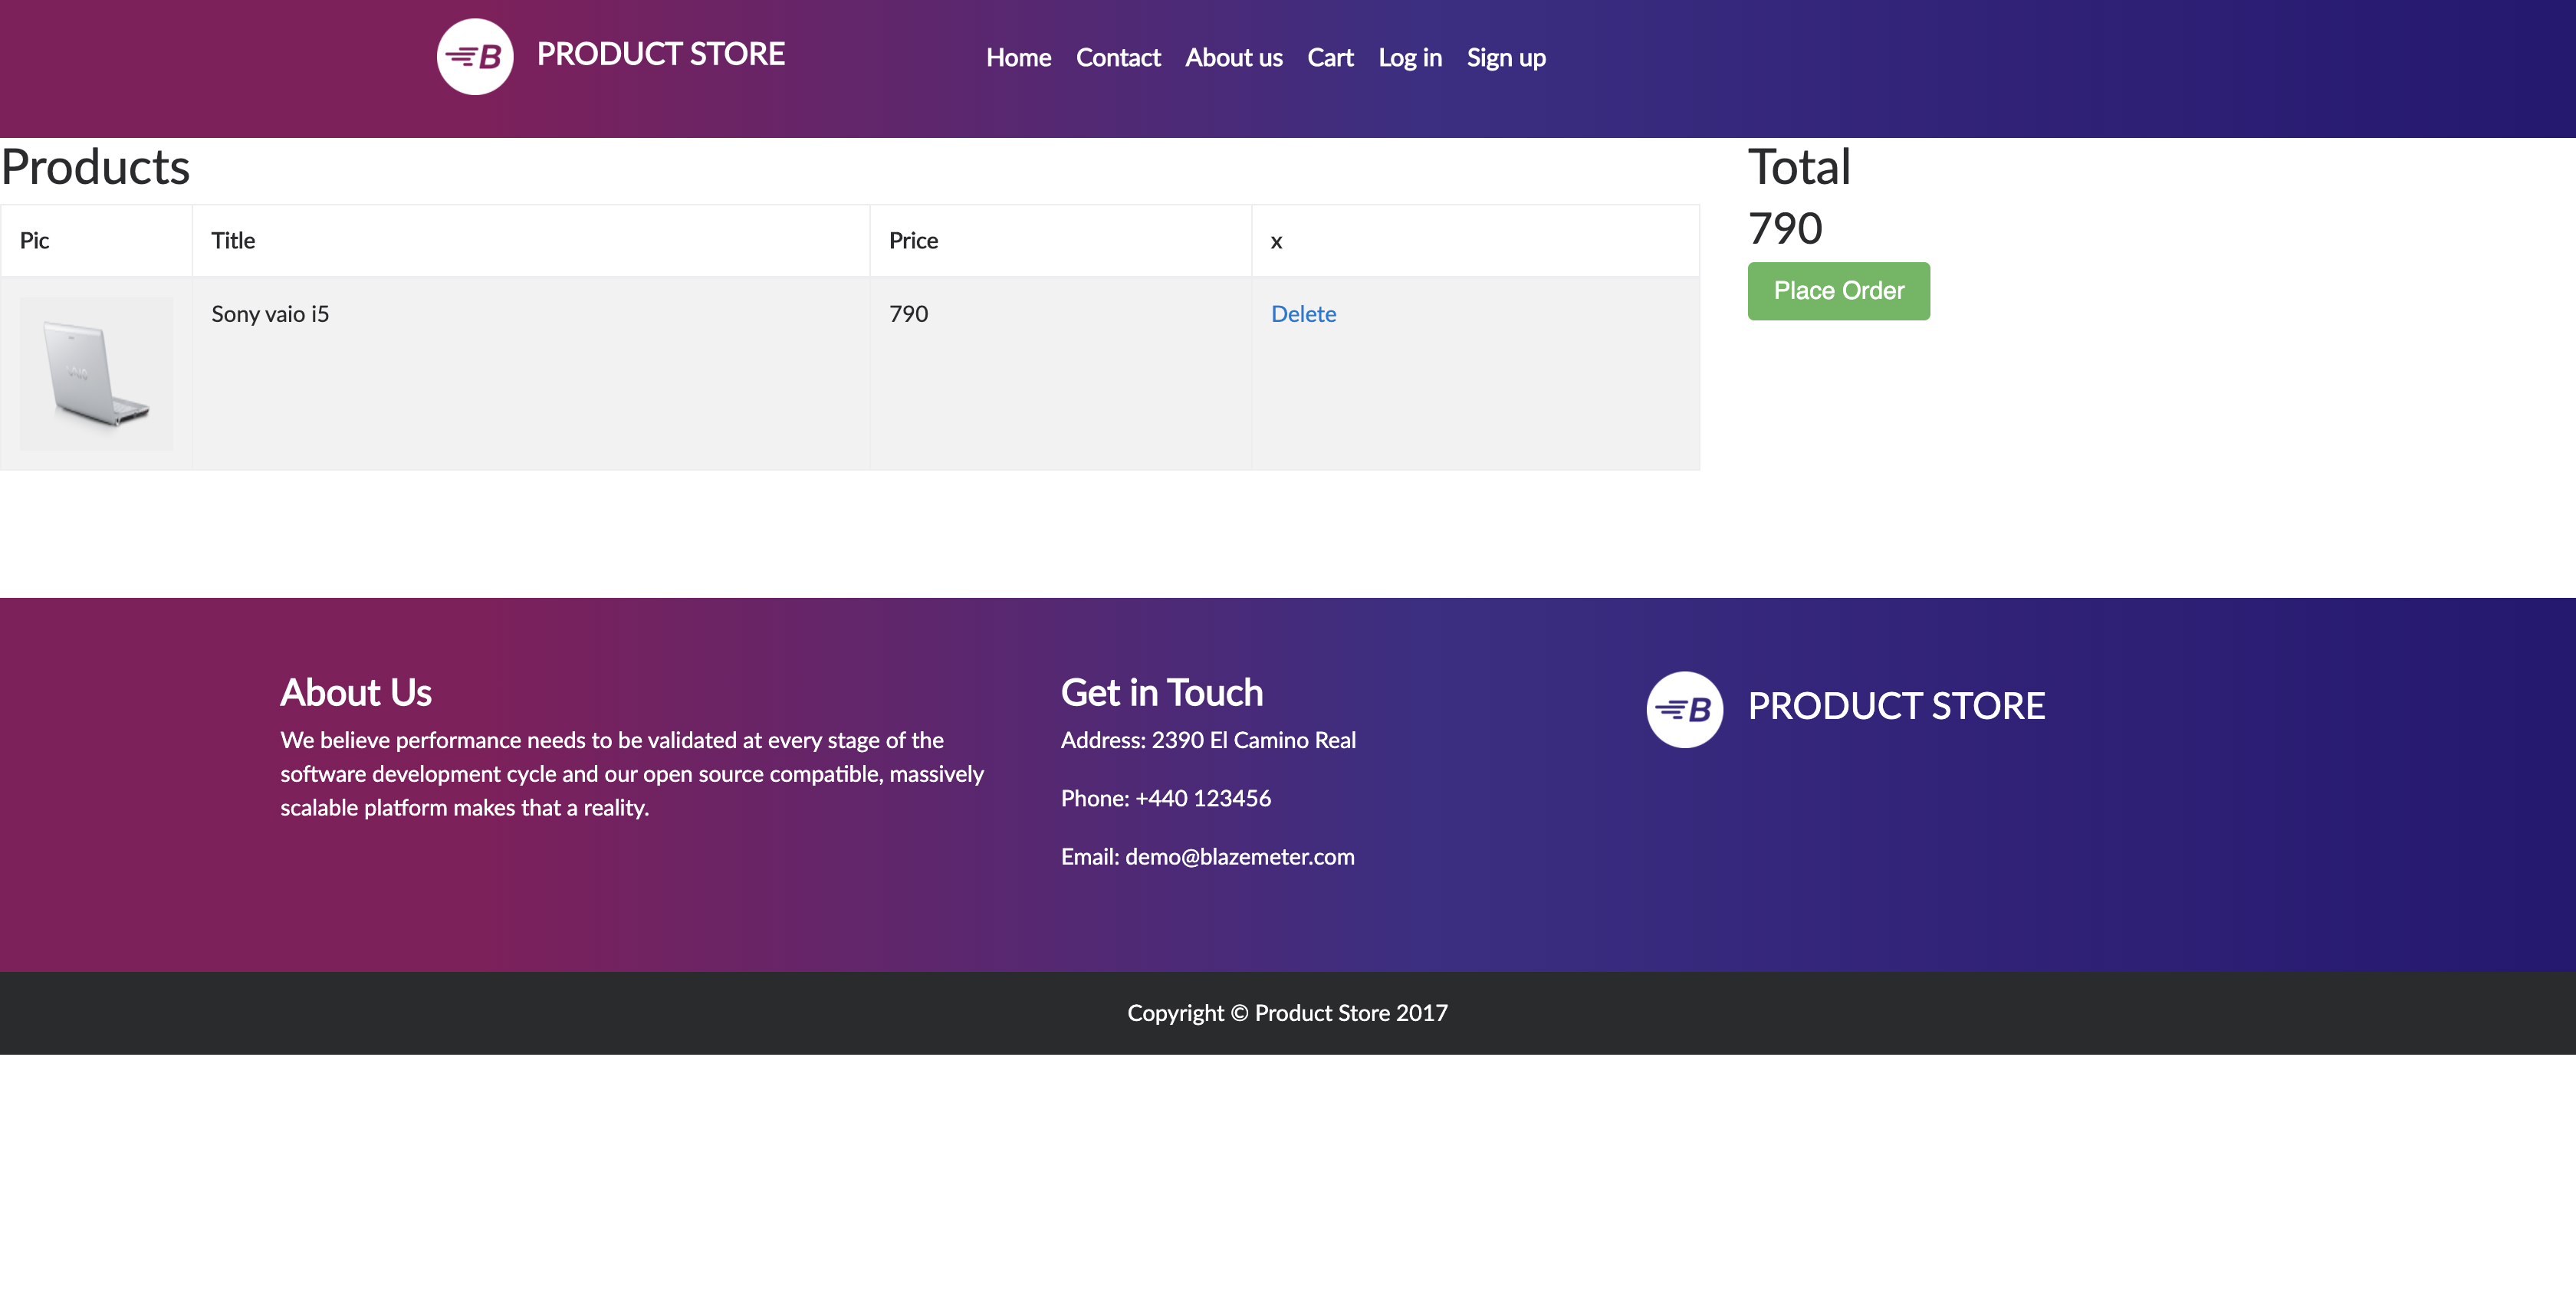 B PRODUCT STORE
Home Contact About us Cart Log in Sign up
Products
Pic Title Price x
Sony vaio i5 790 Delete
VAIO
Total
790
Place Order
About Us
We believe performance needs to be validated at every stage of the
software development cycle and our open source compatible, massively
scalable platform makes that a reality.
Get in Touch
Address: 2390 El Camino Real
Phone: +440 123456
Email: demo@blazemeter.com
B PRODUCT STORE
Copyright © Product Store 2017